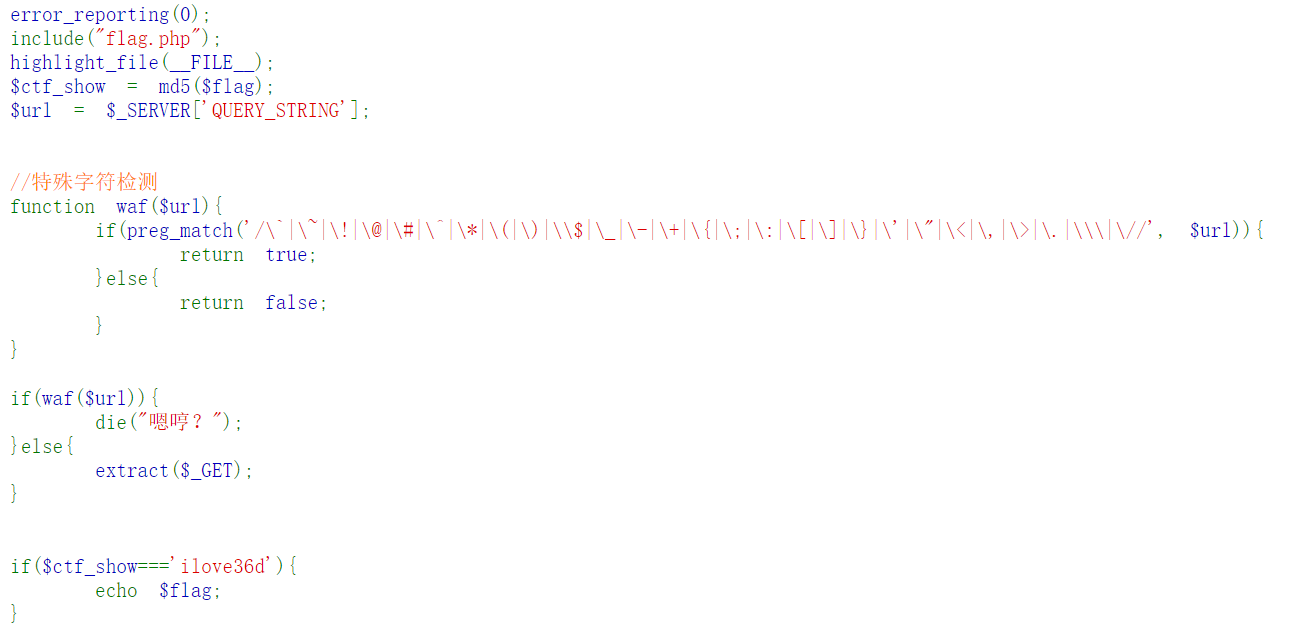 error_reporting(0);
include("flag.php");
highlight_file(__FILE__);
$ctf_show = md5($flag);
$url = $_SERVER['QUERY_STRING'];
//特殊字符检测
function waf($url){
if(preg_match('/\`|\~|\!|\@|\#|\^|\*|\(|\)|\\$|\_|\-|\+|\{|\;|\:|\[|\]|\}|\'|\"|\<|\,|\>|\.|\\\|\//', $url)){
return true;
}else{
return false;
}
}
if(waf($url)){
die("嗯哼？");
}else{
extract($_GET);
}
if($ctf_show==='ilove36d'){
echo $flag;
}